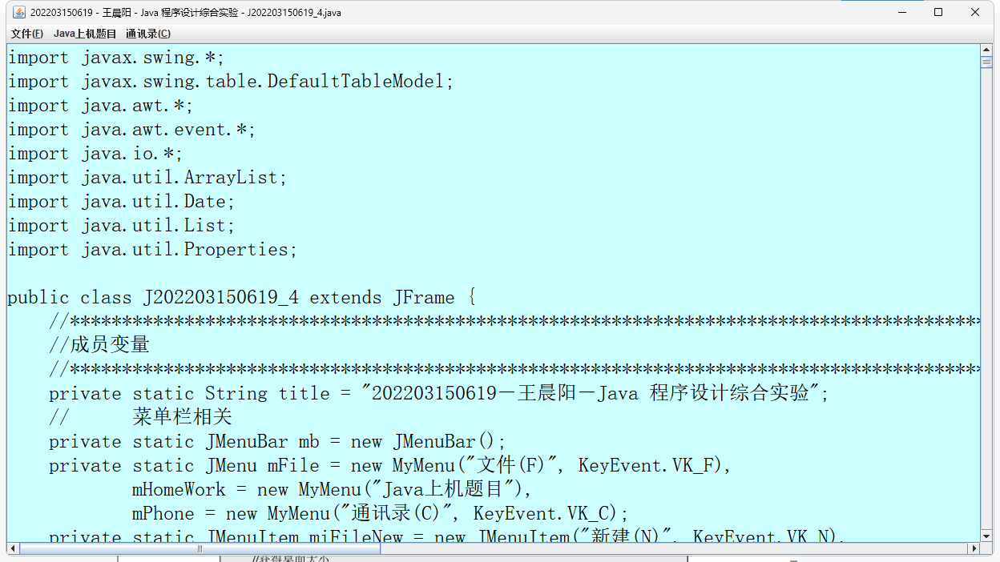 202203150619 - 王晨阳 - Java 程序设计综合实验 - J202203150619_4.java
文件(F) Java上机题目 通讯录(C)
import javax.swing.*;
import javax.swing.table.DefaultTableModel;
import java.awt.*;
import java.awt.event.*;
import java.io.*;
import java.util.ArrayList;
import java.util.Date;
import java.util.List;
import java.util.Properties;
public class J202203150619_4 extends JFrame {
//****************************************************************************************
//成员变量
//****************************************************************************************
private static String title = "202203150619－王晨阳－Java 程序设计综合实验";
// 菜单栏相关
private static JMenuBar mb = new JMenuBar();
private static JMenu mFile = new MyMenu("文件(F)", KeyEvent.VK_F),
mHomeWork = new MyMenu("Java上机题目"),
mPhone = new MyMenu("通讯录(C)", KeyEvent.VK_C);
private static JMenuItem miFileNew = new JMenuItem("新建(N)", KeyEvent.VK_N),
//获得桌面大小